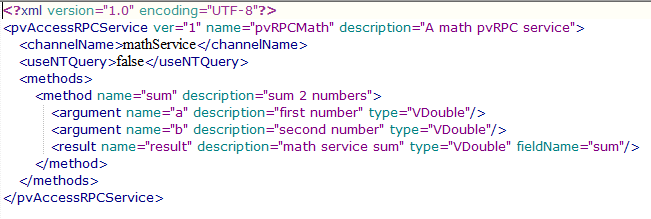 <?xml version="1.0" encoding="UTF-8"?>
<pvAccessRPCService ver="1" name="pvRPCMath" description="A math pvRPC service">
<channelName>mathService</channelName>
<useNTQuery>false</useNTQuery>
<methods>
<method name="sum" description="sum 2 numbers">
<argument name="a" description="first number" type="VDouble"/>
<argument name="b" description="second number" type="VDouble"/>
<result name="result" description="math service sum" type="VDouble" fieldName="sum"/>
</method>
</methods>
</pvAccessRPCService>